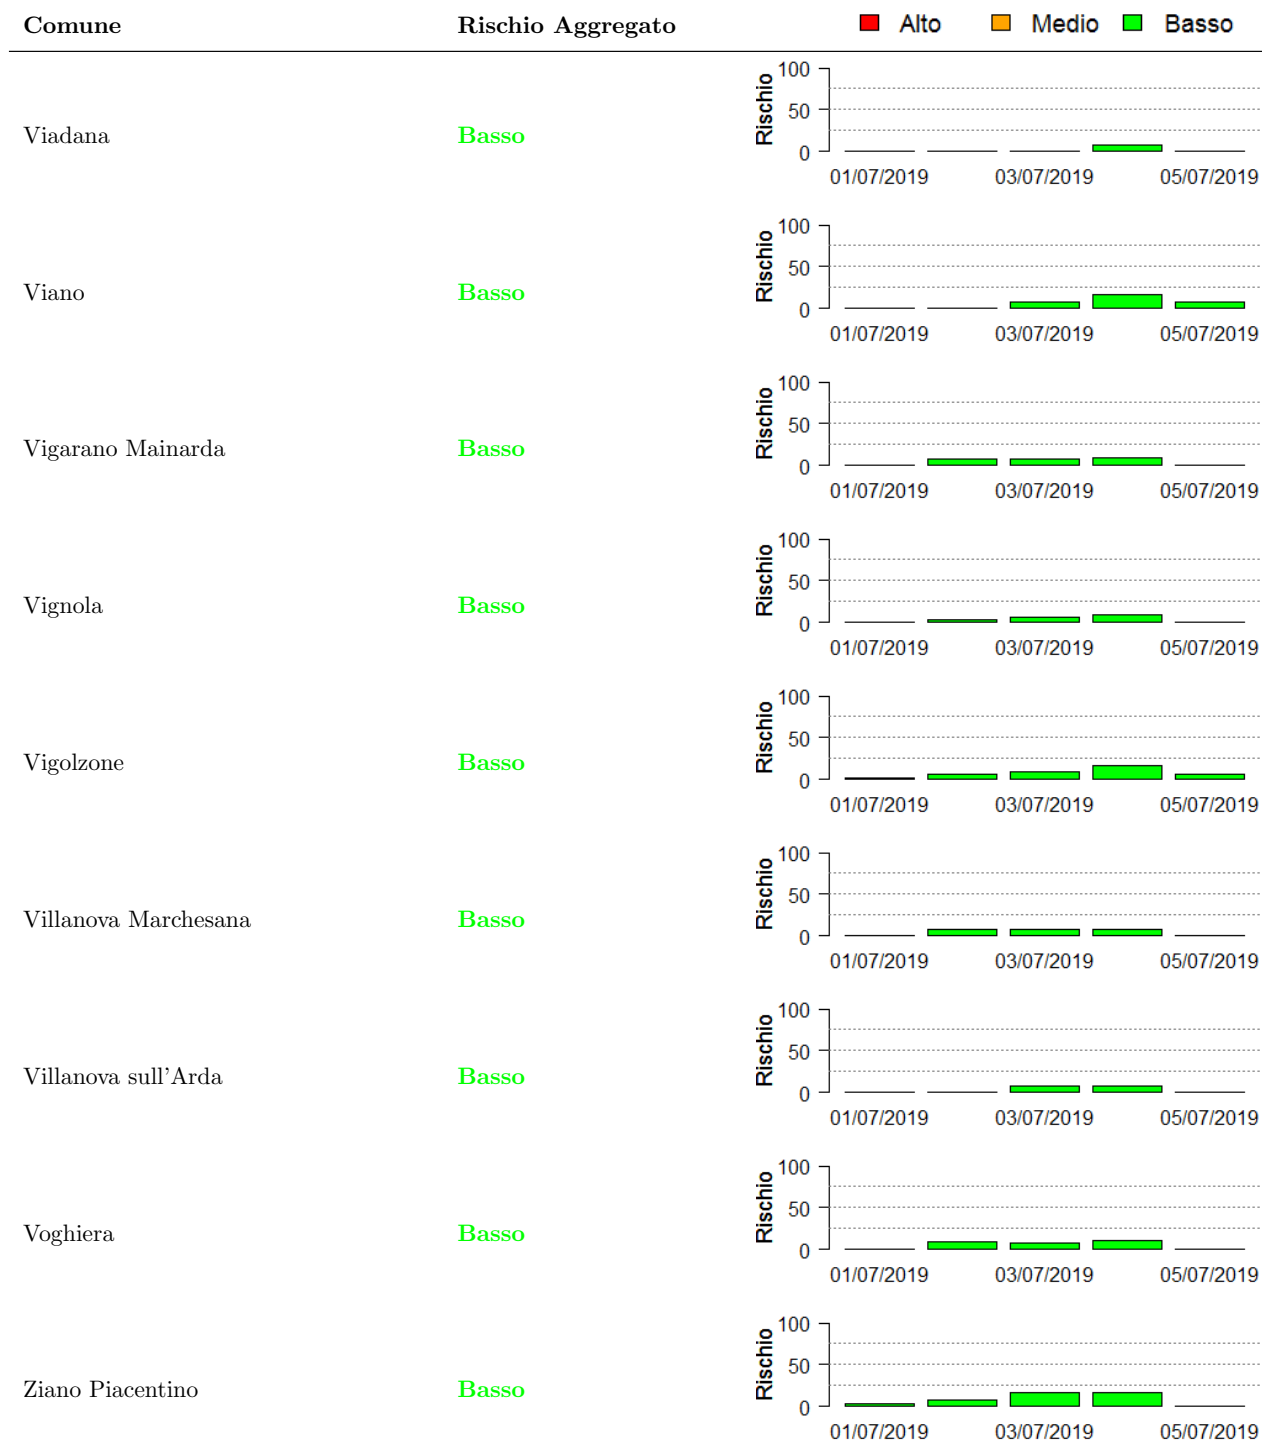 Comune Rischio Aggregato Alto Medio Basso
Viadana Basso Rischio 100 50 0
01/07/2019 03/07/2019 05/07/2019
Viano Basso Rischio 100 50 0
01/07/2019 03/07/2019 05/07/2019
Vigarano Mainarda Basso Rischio 100 50 0
01/07/2019 03/07/2019 05/07/2019
Vignola Basso Rischio 100 50 0
01/07/2019 03/07/2019 05/07/2019
Vigolzone Basso Rischio 100 50 0
01/07/2019 03/07/2019 05/07/2019
Villanova Marchesana Basso Rischio 100 50 0
01/07/2019 03/07/2019 05/07/2019
Villanova sull'Arda Basso Rischio 100 50 0
01/07/2019 03/07/2019 05/07/2019
Voghiera Basso Rischio 100 50 0
01/07/2019 03/07/2019 05/07/2019
Ziano Piacentino Basso Rischio 100 50 0
01/07/2019 03/07/2019 05/07/2019